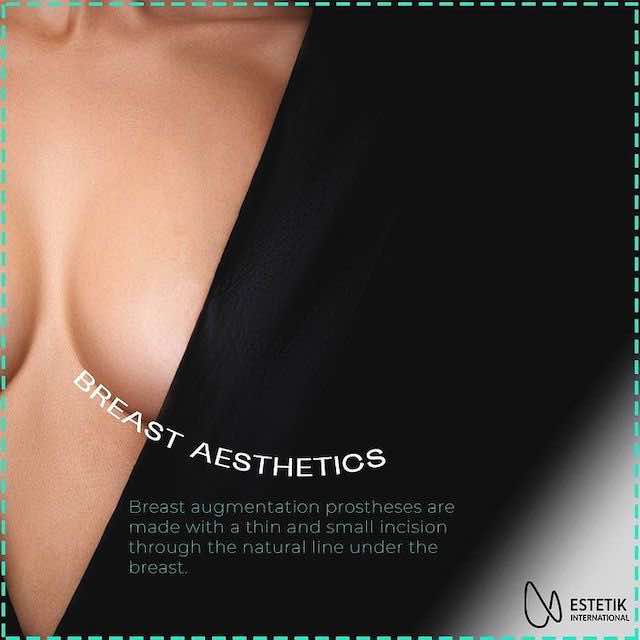 BREAST AESTHETICS
Breast augmentation prostheses are
made with a thin and small incision
through the natural line under the
breast.
ESTETIK
INTERNATIONAL